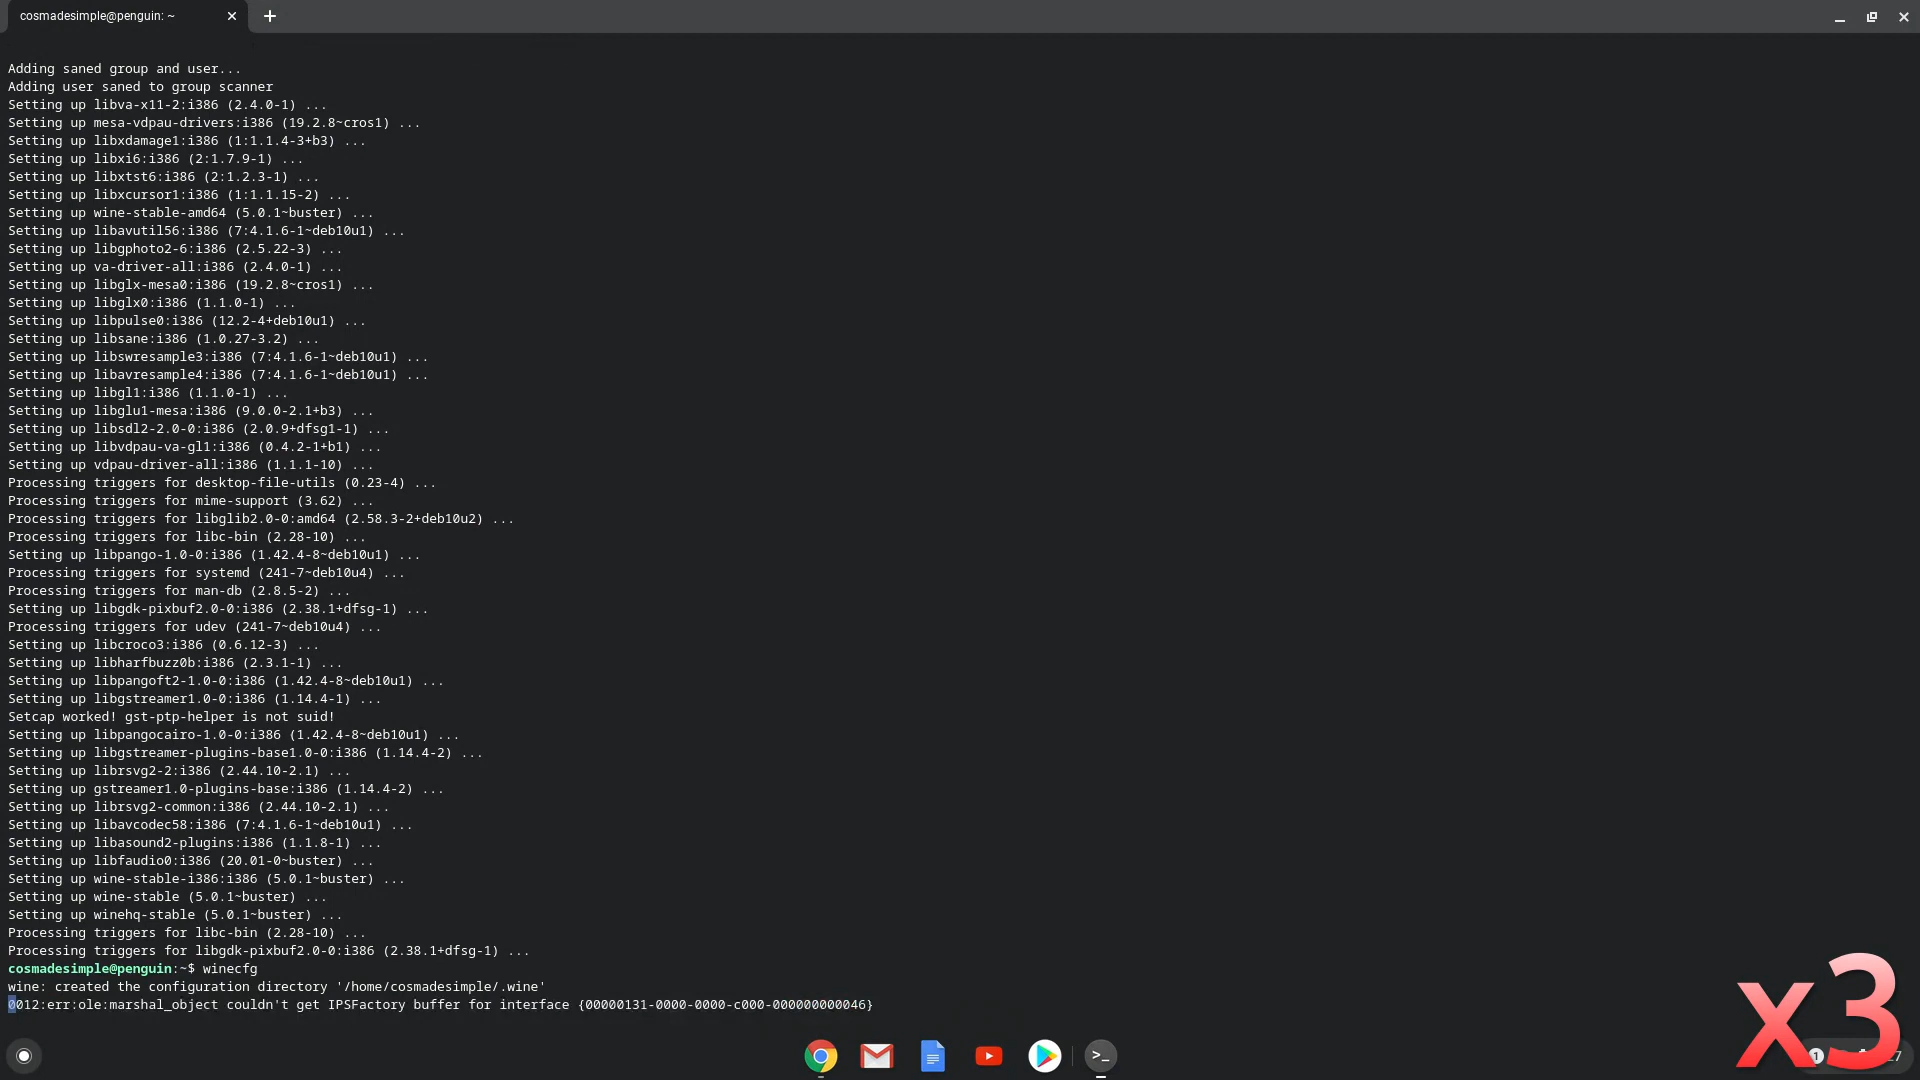 cosmadesimple@penguin: ~
Adding saned group and user...
Adding user saned to group scanner
Setting up libva-x11-2:i386 (2.4.0-1) ...
Setting up mesa-vdpau-drivers:i386 (19.2.8~cros1) ...
Setting up libxdamage1:i386 (1:1.1.4-3+b3) ...
Setting up libxi6:i386 (2:1.7.9-1) ...
Setting up libxtst6:i386 (2:1.2.3-1) ...
Setting up libxcursor1:i386 (1:1.1.15-2) ...
Setting up wine-stable-amd64 (5.0.1~buster) ...
Setting up libavutil56:i386 (7:4.1.6-1~deb10u1) ...
Setting up libgphoto2-6:i386 (2.5.22-3) ...
Setting up va-driver-all:i386 (2.4.0-1) ...
Setting up libglx-mesa0:i386 (19.2.8~cros1) ...
Setting up libglx0:i386 (1.1.0-1) ...
Setting up libpulse0:i386 (12.2-4+deb10u1) ...
Setting up libsane:i386 (1.0.27-3.2) ...
Setting up libswresample3:i386 (7:4.1.6-1~deb10u1) ...
Setting up libavresample4:i386 (7:4.1.6-1~deb10u1) ...
Setting up libgl1:i386 (1.1.0-1) ...
Setting up libglu1-mesa:i386 (9.0.0-2.1+b3) ...
Setting up libsdl2-2.0-0:i386 (2.0.9+dfsg1-1) ...
Setting up libvdpau-va-gl1:i386 (0.4.2-1+b1) ...
Setting up vdpau-driver-all:i386 (1.1.1-10) ...
Processing triggers for desktop-file-utils (0.23-4) ...
Processing triggers for mime-support (3.62) ...
Processing triggers for libglib2.0-0:amd64 (2.58.3-2+deb10u2) ...
Processing triggers for libc-bin (2.28-10) ...
Setting up libpango-1.0-0:i386 (1.42.4-8~deb10u1) ...
Processing triggers for systemd (241-7~deb10u4) ...
Processing triggers for man-db (2.8.5-2) ...
Setting up libgdk-pixbuf2.0-0:i386 (2.38.1+dfsg-1) ...
Processing triggers for udev (241-7~deb10u4) ...
Setting up libcroco3:i386 (0.6.12-3) ...
Setting up libharfbuzz0b:i386 (2.3.1-1) ...
Setting up libpangoft2-1.0-0:i386 (1.42.4-8~deb10u1) ...
Setting up libgstreamer1.0-0:i386 (1.14.4-1) ...
Setcap worked! gst-ptp-helper is not suid!
Setting up libpangocairo-1.0-0:i386 (1.42.4-8~deb10u1) ...
Setting up libgstreamer-plugins-base1.0-0:i386 (1.14.4-2) ...
Setting up librsvg2-2:i386 (2.44.10-2.1) ...
Setting up gstreamer1.0-plugins-base:i386 (1.14.4-2) ...
Setting up librsvg2-common:i386 (2.44.10-2.1) ...
Setting up libavcodec58:i386 (7:4.1.6-1~deb10u1) ...
Setting up libasound2-plugins:i386 (1.1.8-1) ...
Setting up libfaudio0:i386 (20.01-0~buster) ...
Setting up wine-stable-i386:i386 (5.0.1~buster) ...
Setting up wine-stable (5.0.1~buster) ...
Setting up winehq-stable (5.0.1~buster) ...
Processing triggers for libc-bin (2.28-10) ...
Processing triggers for libgdk-pixbuf2.0-0:i386 (2.38.1+dfsg-1) ...
cosmadesimple@penguin:~$ winecfg
wine: created the configuration directory '/home/cosmadesimple/.wine'
0012:err:ole:marshal_object couldn't get IPSFactory buffer for interface {00000131-0000-0000-c000-000000000046}
x3
1